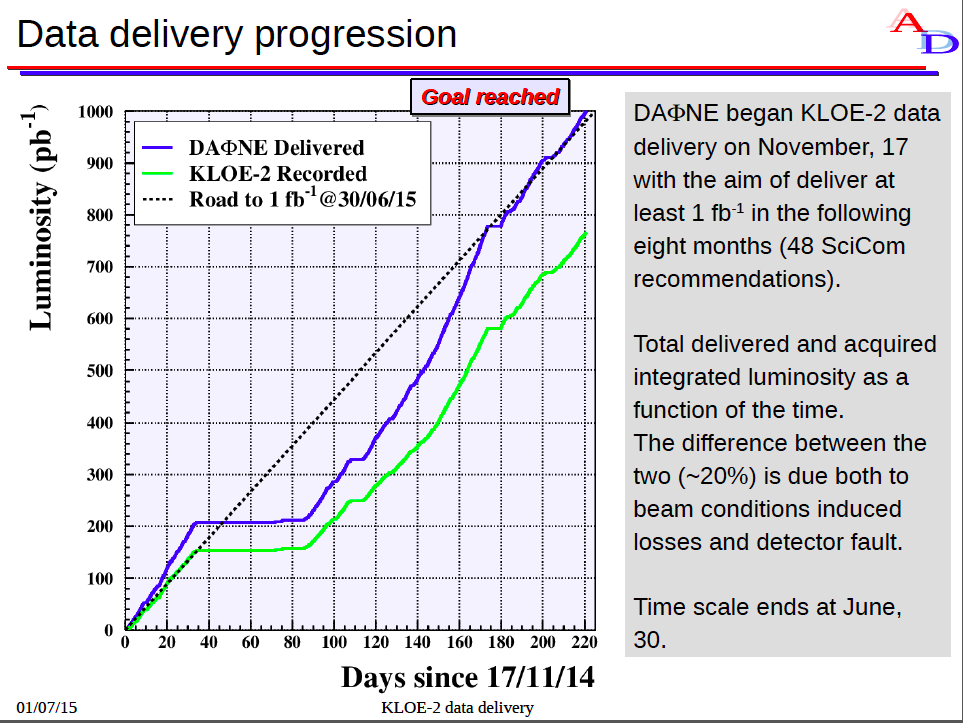 Data delivery progression
AD
Goal reached
Luminosity (pb-1)
1000
900
800
700
600
500
400
300
200
100
0
DAΦNE Delivered
KLOE-2 Recorded
Road to 1 fb-1@30/06/15
0 20 40 60 80 100 120 140 160 180 200 220
Days since 17/11/14
DAΦNE began KLOE-2 data
delivery on November, 17
with the aim of deliver at
least 1 fb-1 in the following
eight months (48 SciCom
recommendations).
Total delivered and acquired
integrated luminosity as a
function of the time.
The difference between the
two (~20%) is due both to
beam conditions induced
losses and detector fault.
Time scale ends at June,
30.
01/07/15
KLOE-2 data delivery